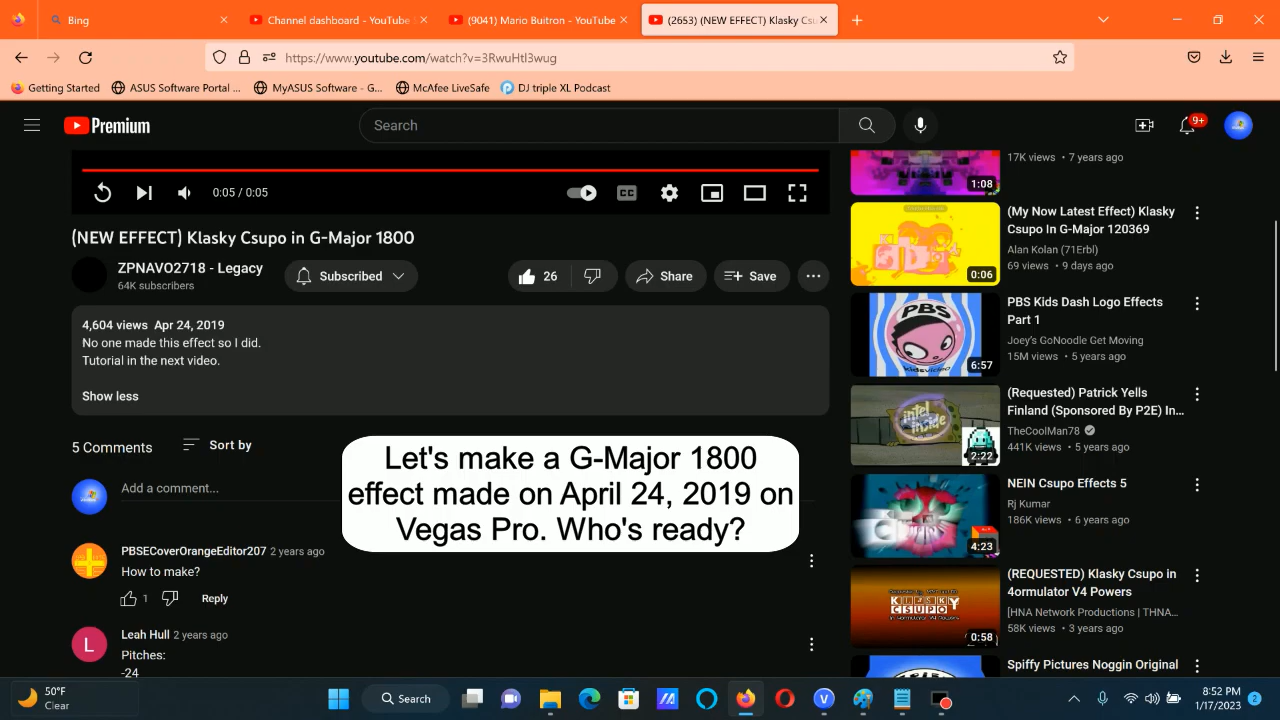 Bing
Channel dashboard - YouTube
(9041) Mario Buitron - YouTube
(2653) (NEW EFFECT) Klasky Csu
https://www.youtube.com/watch?v=3RwuHtl3wug
Getting Started
ASUS Software Portal ...
MyASUS Software - G...
McAfee LiveSafe
DJ triple XL Podcast
Premium
Search
9+
0:05 / 0:05
CC
(NEW EFFECT) Klasky Csupo in G-Major 1800
ZPNAVO2718 - Legacy
64K subscribers
Subscribed
26
Share
Save
4,604 views Apr 24, 2019
No one made this effect so I did.
Tutorial in the next video.
Show less
5 Comments
Sort by
Add a comment...
Let's make a G-Major 1800
effect made on April 24, 2019 on
Vegas Pro. Who's ready?
PBSECoverOrangeEditor207 2 years ago
How to make?
1
Reply
L
Leah Hull 2 years ago
Pitches:
-24
17K views • 7 years ago
1:08
(My Now Latest Effect) Klasky
Csupo In G-Major 120369
Alan Kolan (71Erbl)
69 views • 9 days ago
0:06
PBS Kids Dash Logo Effects
Part 1
Joey's GoNoodle Get Moving
15M views • 5 years ago
PBS
kidsvideo
6:57
(Requested) Patrick Yells
Finland (Sponsored By P2E) In...
TheCoolMan78
441K views • 5 years ago
intel
inside
2:22
NEIN Csupo Effects 5
Rj Kumar
186K views • 6 years ago
4:23
(REQUESTED) Klasky Csupo in
4ormulator V4 Powers
[HNA Network Productions | THNA...
58K views • 3 years ago
KLASKY
CSUPO
0:58
Spiffy Pictures Noggin Original
50°F
Clear
Search
8:52 PM
1/17/2023
2